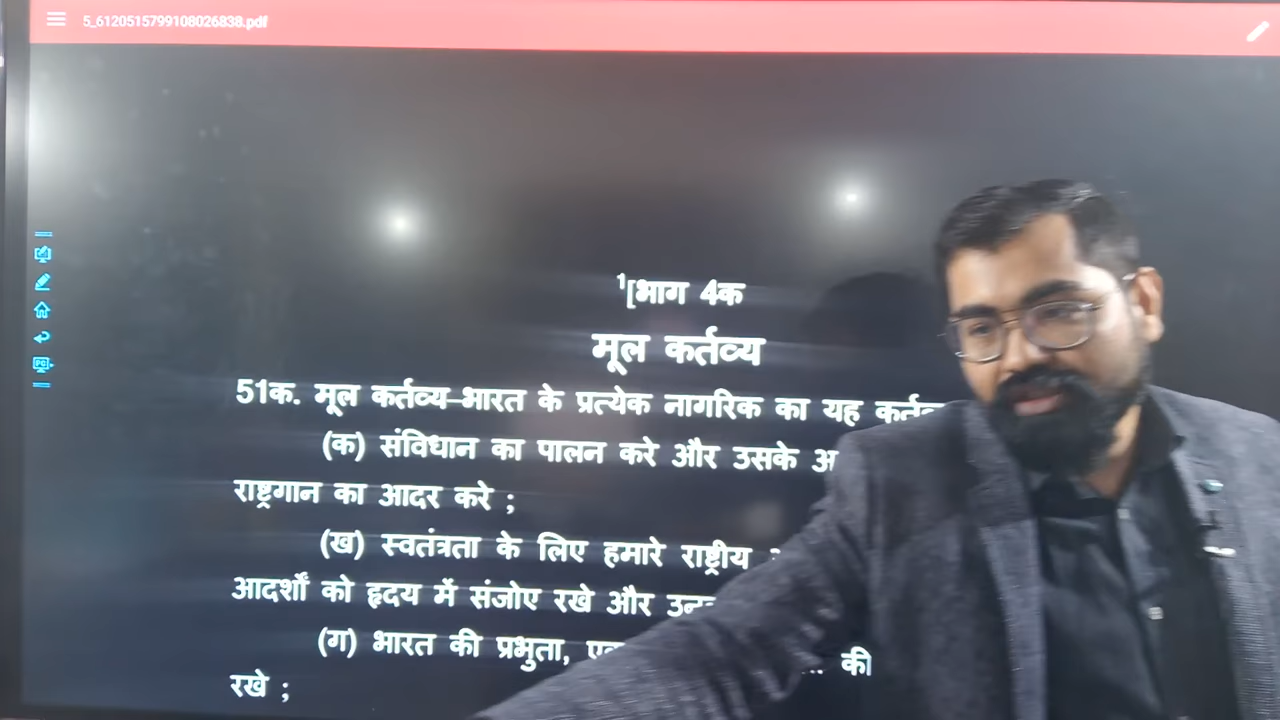 5_6120515799108026838.pdf
¹[भाग 4क
मूल कर्तव्य
51क. मूल कर्तव्य–भारत के प्रत्येक नागरिक का यह
(क) संविधान का पालन करे और उसके
राष्ट्रगान का आदर करे ;
(ख) स्वतंत्रता के लिए हमारे राष्ट्रीय
आदर्शों को हृदय में संजोए रखे और
(ग) भारत की प्रभुता, की
रखे ;